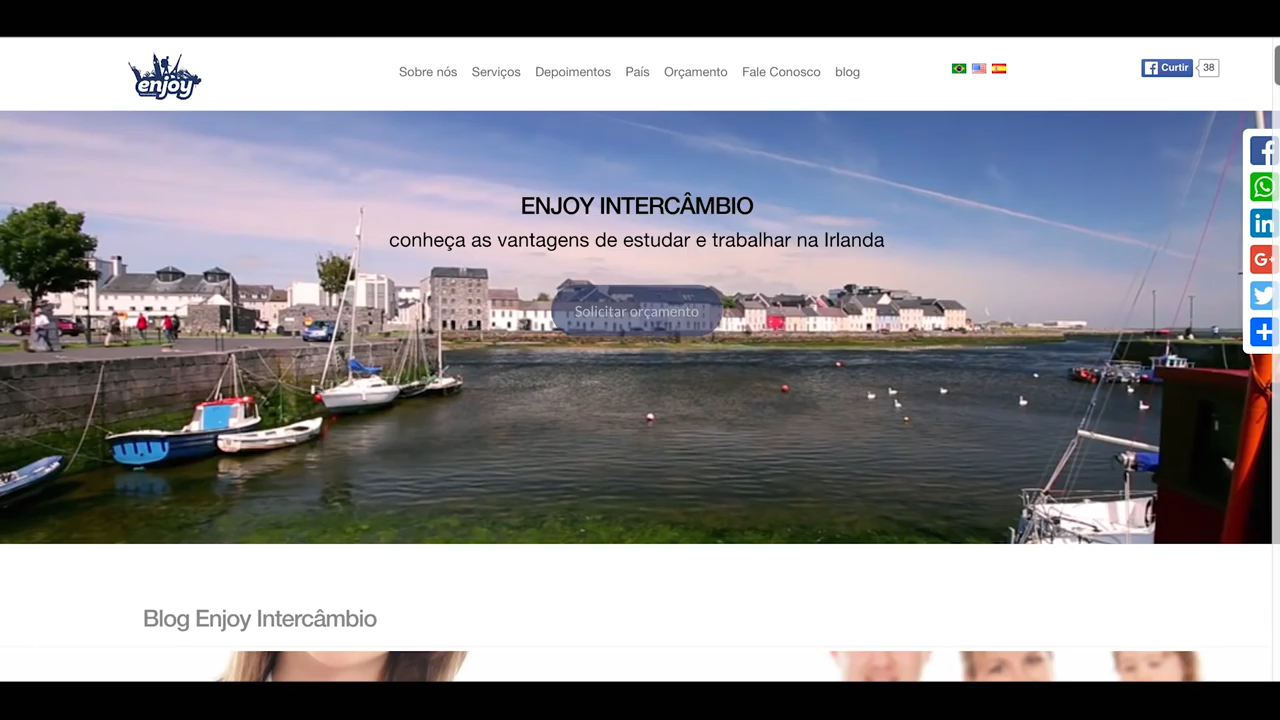 enjoy
Sobre nós Serviços Depoimentos País Orçamento Fale Conosco blog
Curtir 38
ENJOY INTERCÂMBIO
conheça as vantagens de estudar e trabalhar na Irlanda
Solicitar orçamento
Blog Enjoy Intercâmbio